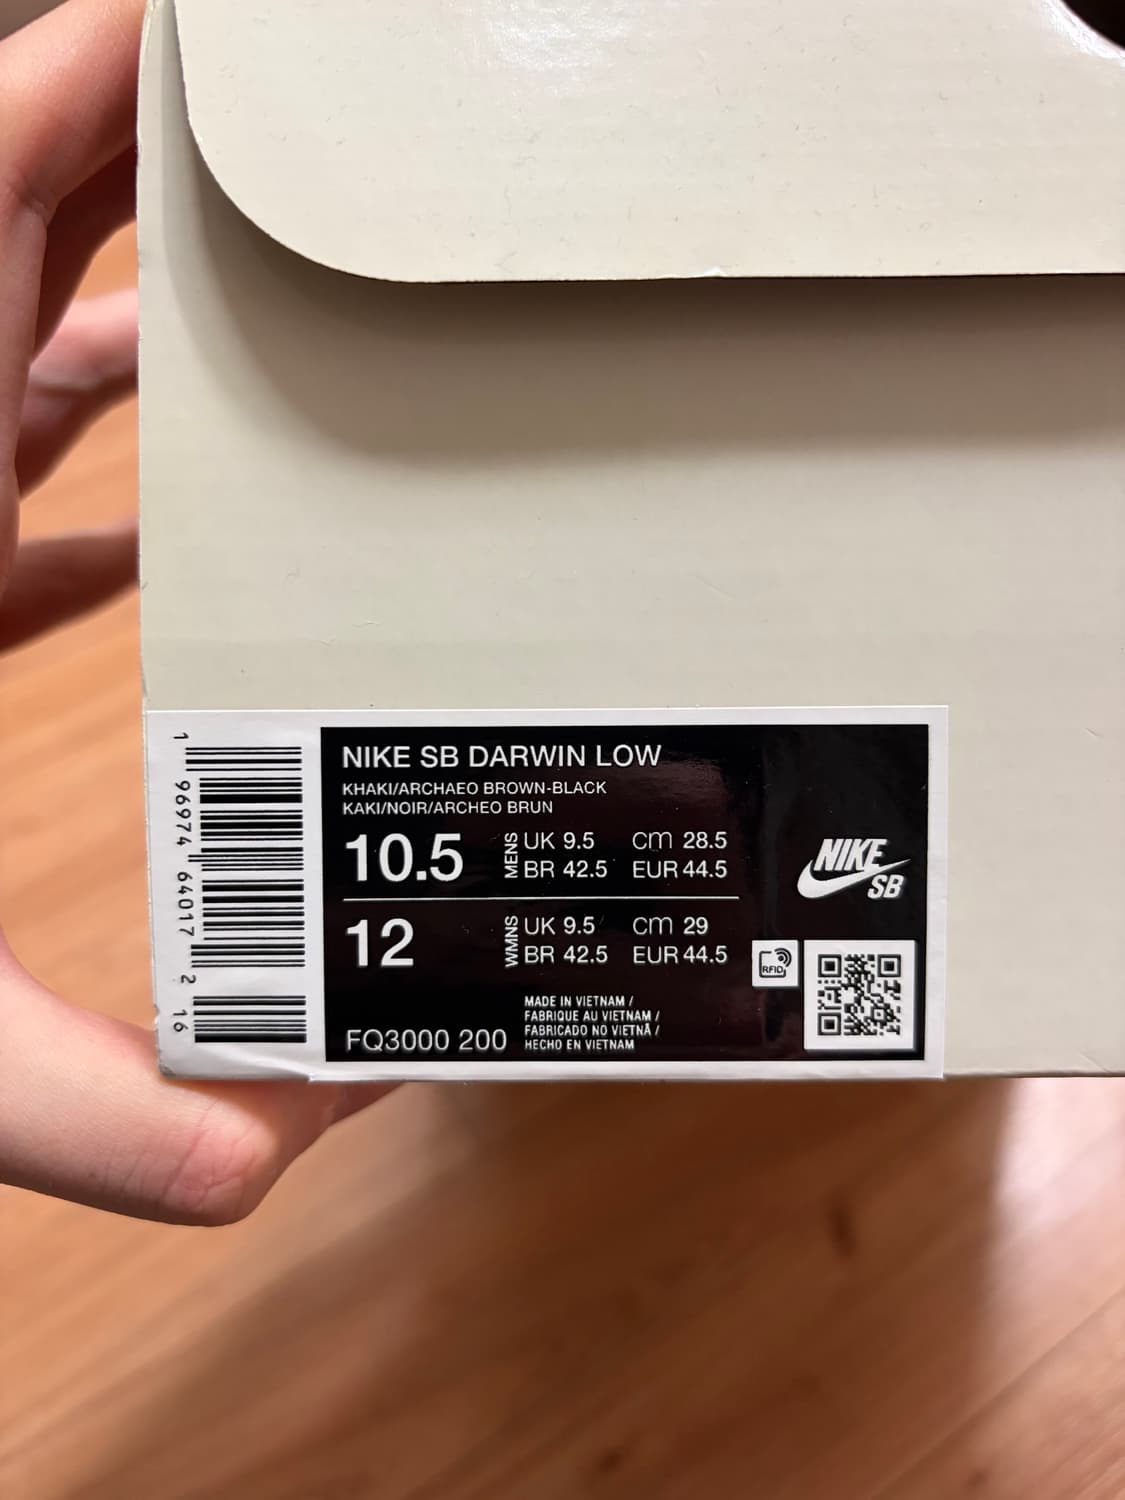 NIKE SB DARWIN LOW
KHAKI/ARCHAEO BROWN-BLACK
KAKI/NOIR/ARCHEO BRUN
10.5 MENS UK 9.5 cm 28.5
BR 42.5 EUR 44.5
12 WMNS UK 9.5 cm 29
BR 42.5 EUR 44.5
MADE IN VIETNAM /
FABRIQUE AU VIETNAM /
FABRICADO NO VIETNÃ /
HECHO EN VIETNAM
FQ3000 200
NIKE
SB
RFID
1 96974 64017 2 16